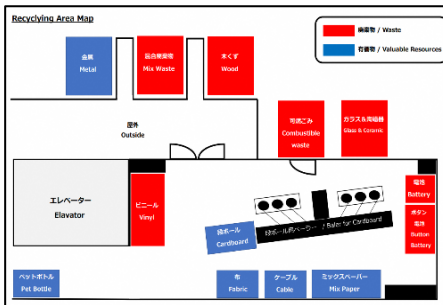 Recyclying Area Map
廃棄物 / Waste
有価物 / Valuable Resources
金属
Metal
混合廃棄物
Mix Waste
木くず
Wood
屋外
Outside
可燃ごみ
Combustible
waste
ガラス&陶磁器
Glass & Ceramic
エレベーター
Elavator
ビニール
Vinyl
段ボール
Cardboard
段ボール用ベーラー / Baler for Cardboard
電池
Battery
ボタン
電池
Button
Battery
ペットボトル
Pet Bottle
布
Fabric
ケーブル
Cable
ミックスペーパー
Mix Paper